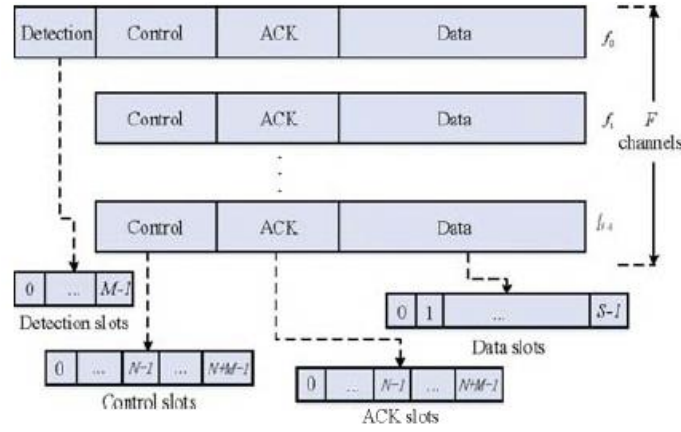 Detection Control ACK Data f₀
Control ACK Data f₁
F
channels
Control ACK Data
0 ... M-1
Detection slots
0 1 ... S-1
Data slots
0 ... N-1 ... N+M-1
Control slots
0 ... N-1 ... N+M-1
ACK slots